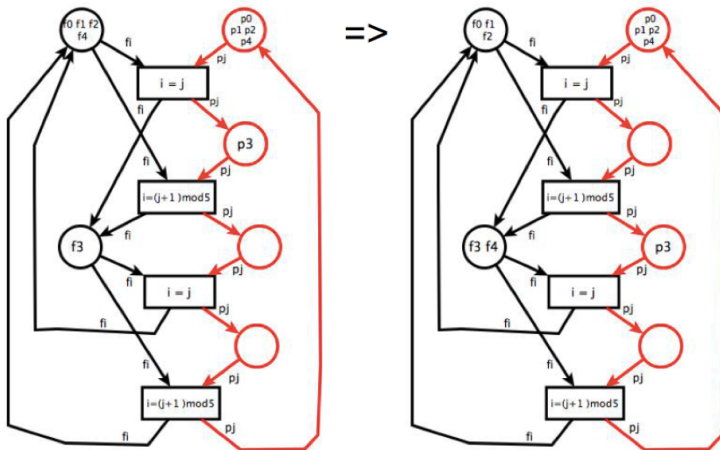 f0 f1 f2
f4
p0
p1 p2
p4
=>
f0 f1
f2
p0
p1 p2
p4
fi
pj
fi
pj
i = j
i = j
pj
pj
fi
p3
fi
pj
pj
i=(j+1)mod5
i=(j+1)mod5
fi
pj
fi
pj
f3
f3 f4
p3
fi
pj
fi
pj
i = j
i = j
pj
pj
fi
fi
fi
fi
pj
pj
i=(j+1)mod5
i=(j+1)mod5
fi
pj
fi
pj